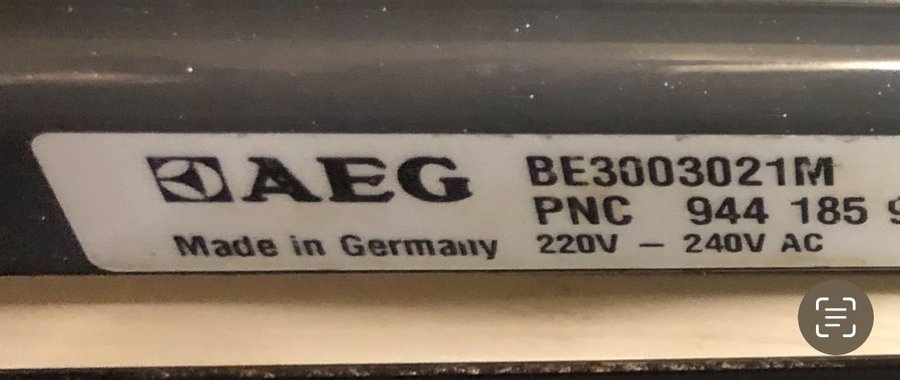 AEG BE3003021M
PNC 944 185
Made in Germany 220V – 240V AC